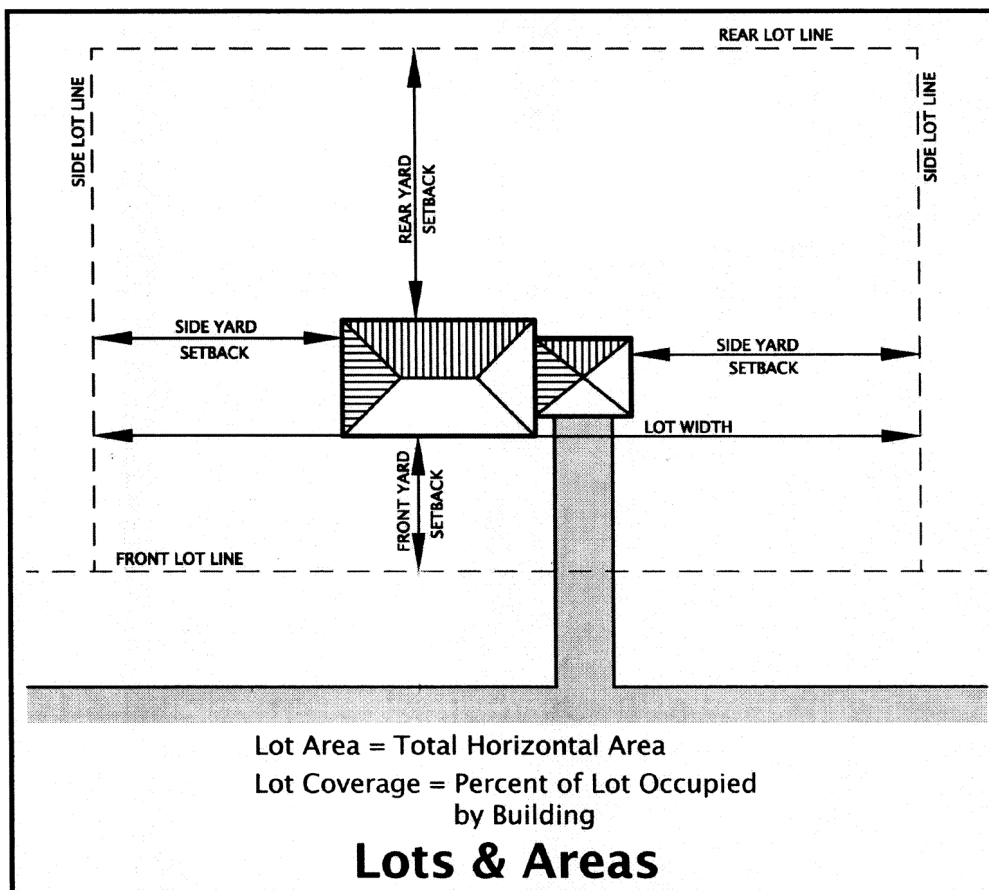 REAR LOT LINE
SIDE LOT LINE
SIDE LOT LINE
REAR YARD
SETBACK
SIDE YARD
SETBACK
SIDE YARD
SETBACK
LOT WIDTH
FRONT YARD
SETBACK
FRONT LOT LINE
Lot Area = Total Horizontal Area
Lot Coverage = Percent of Lot Occupied
by Building
Lots & Areas